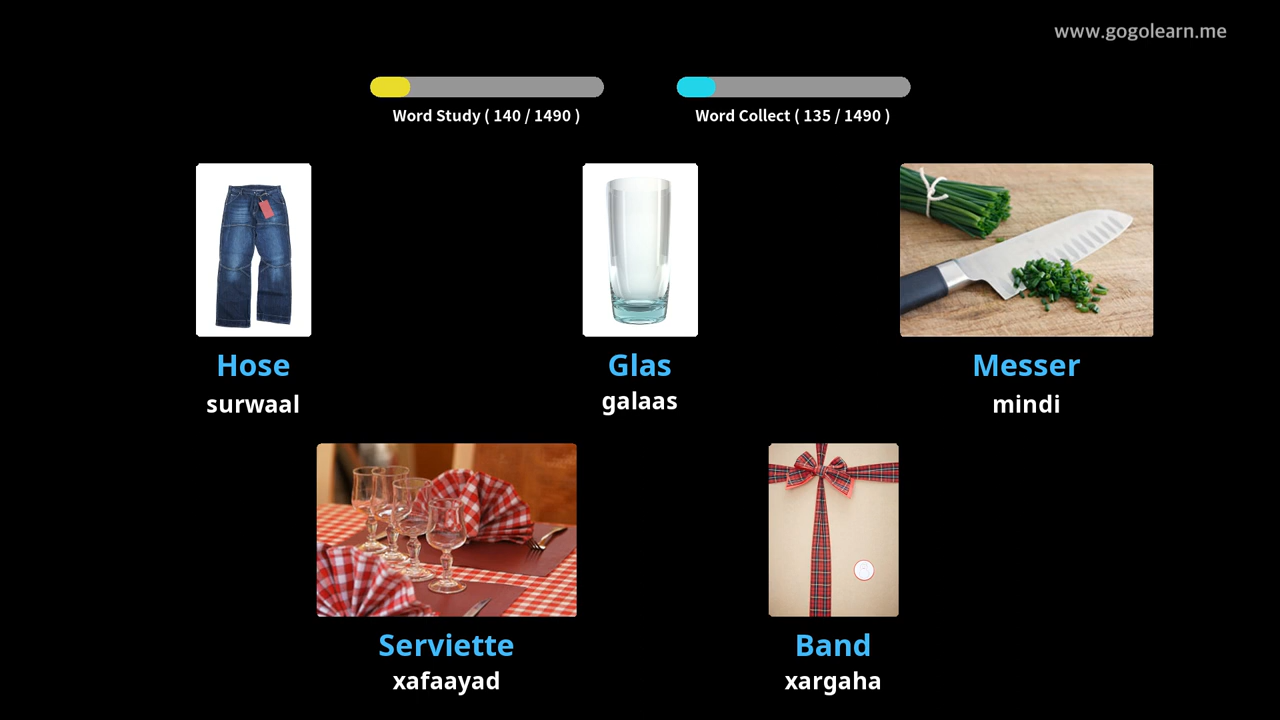 www.gogolearn.me
Word Study ( 140 / 1490 )
Word Collect ( 135 / 1490 )
Hose
surwaal
Glas
galaas
Messer
mindi
Serviette
xafaayad
Band
xargaha